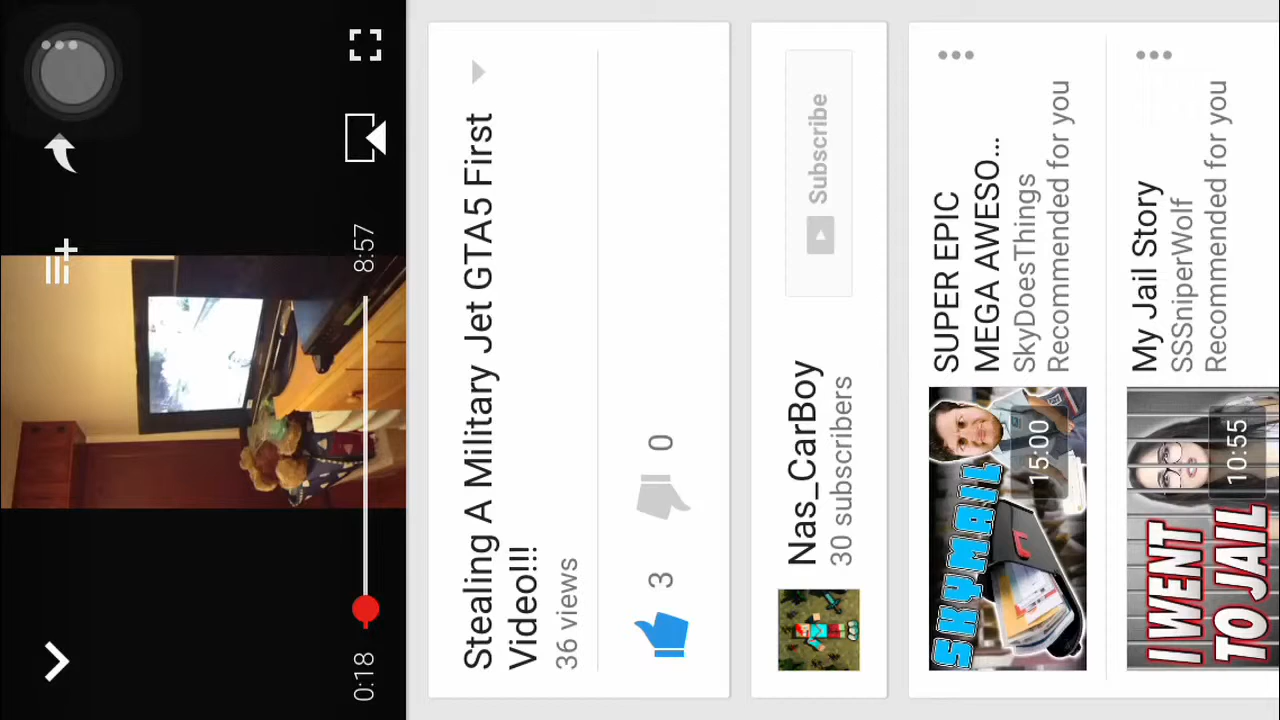 0:18
8:57
Stealing A Military Jet GTA5 First
Video!!!
36 views
3
0
Nas_CarBoy
30 subscribers
Subscribe
SKYMAIL
15:00
SUPER EPIC
MEGA AWESO...
SkyDoesThings
Recommended for you
I WENT
TO JAIL
10:55
My Jail Story
SSSniperWolf
Recommended for you